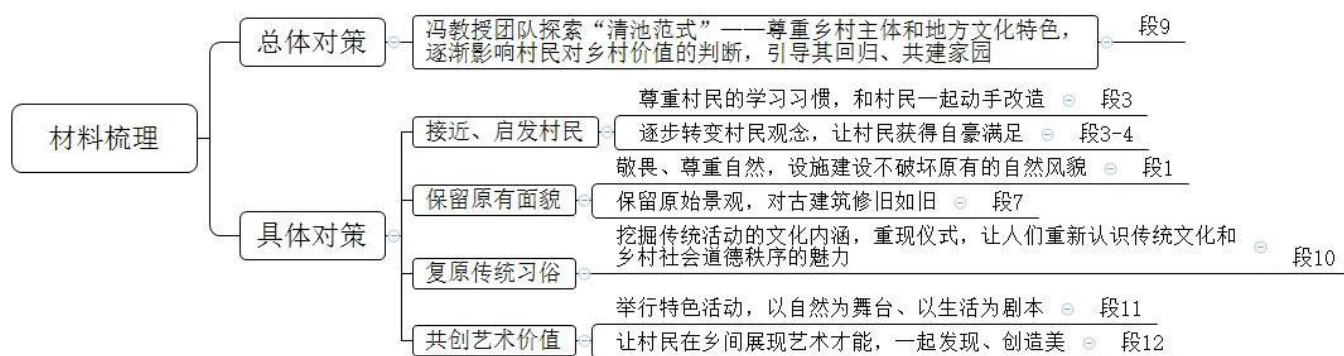 材料梳理
总体对策
冯教授团队探索“清池范式”——尊重乡村主体和地方文化特色，
逐渐影响村民对乡村价值的判断，引导其回归、共建家园
段9
具体对策
接近、启发村民
尊重村民的学习习惯，和村民一起动手改造 段3
逐步转变村民观念，让村民获得自豪满足 段3-4
保留原有面貌
敬畏、尊重自然，设施建设不破坏原有的自然风貌 段1
保留原始景观，对古建筑修旧如旧 段7
复原传统习俗
挖掘传统活动的文化内涵，重现仪式，让人们重新认识传统文化和
乡村社会道德秩序的魅力
段10
共创艺术价值
举行特色活动，以自然为舞台、以生活为剧本 段11
让村民在乡间展现艺术才能，一起发现、创造美 段12